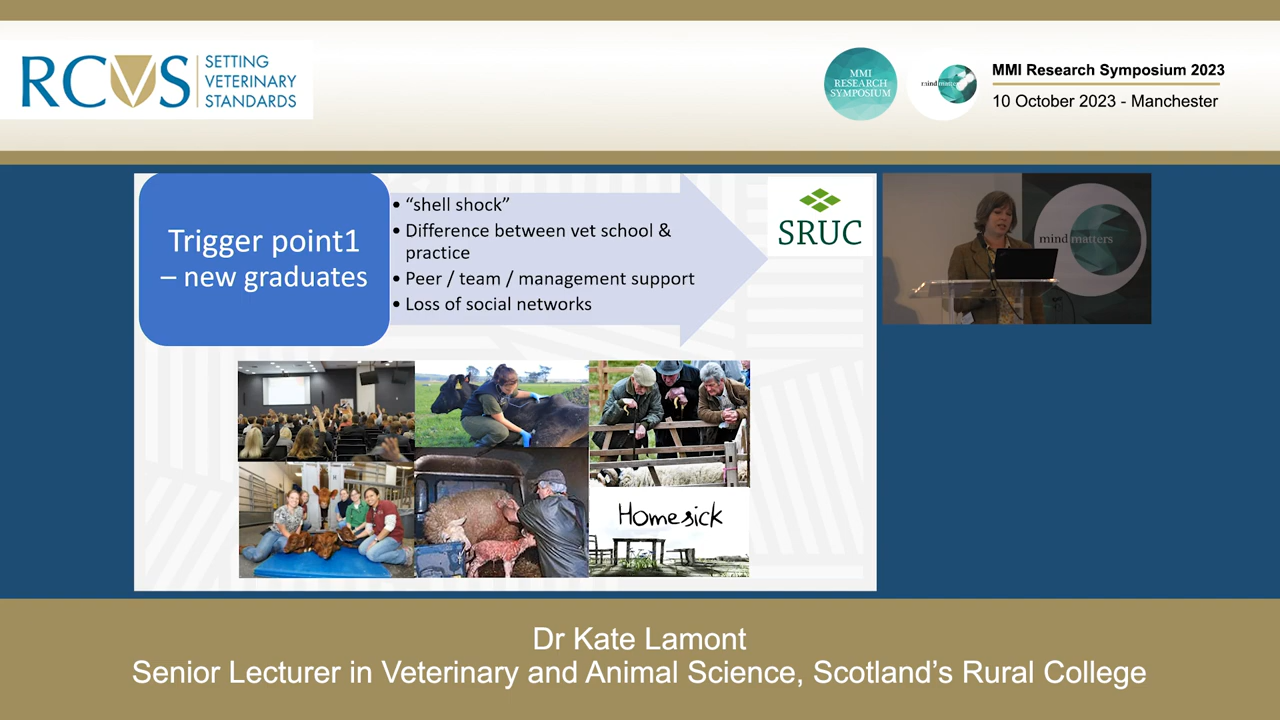 RCVS
SETTING
VETERINARY
STANDARDS
MMI
RESEARCH
SYMPOSIUM
mind matters
MMI Research Symposium 2023
10 October 2023 - Manchester
Trigger point1
– new graduates
• “shell shock”
• Difference between vet school &
practice
• Peer / team / management support
• Loss of social networks
SRUC
mind matters
Homesick
Dr Kate Lamont
Senior Lecturer in Veterinary and Animal Science, Scotland’s Rural College